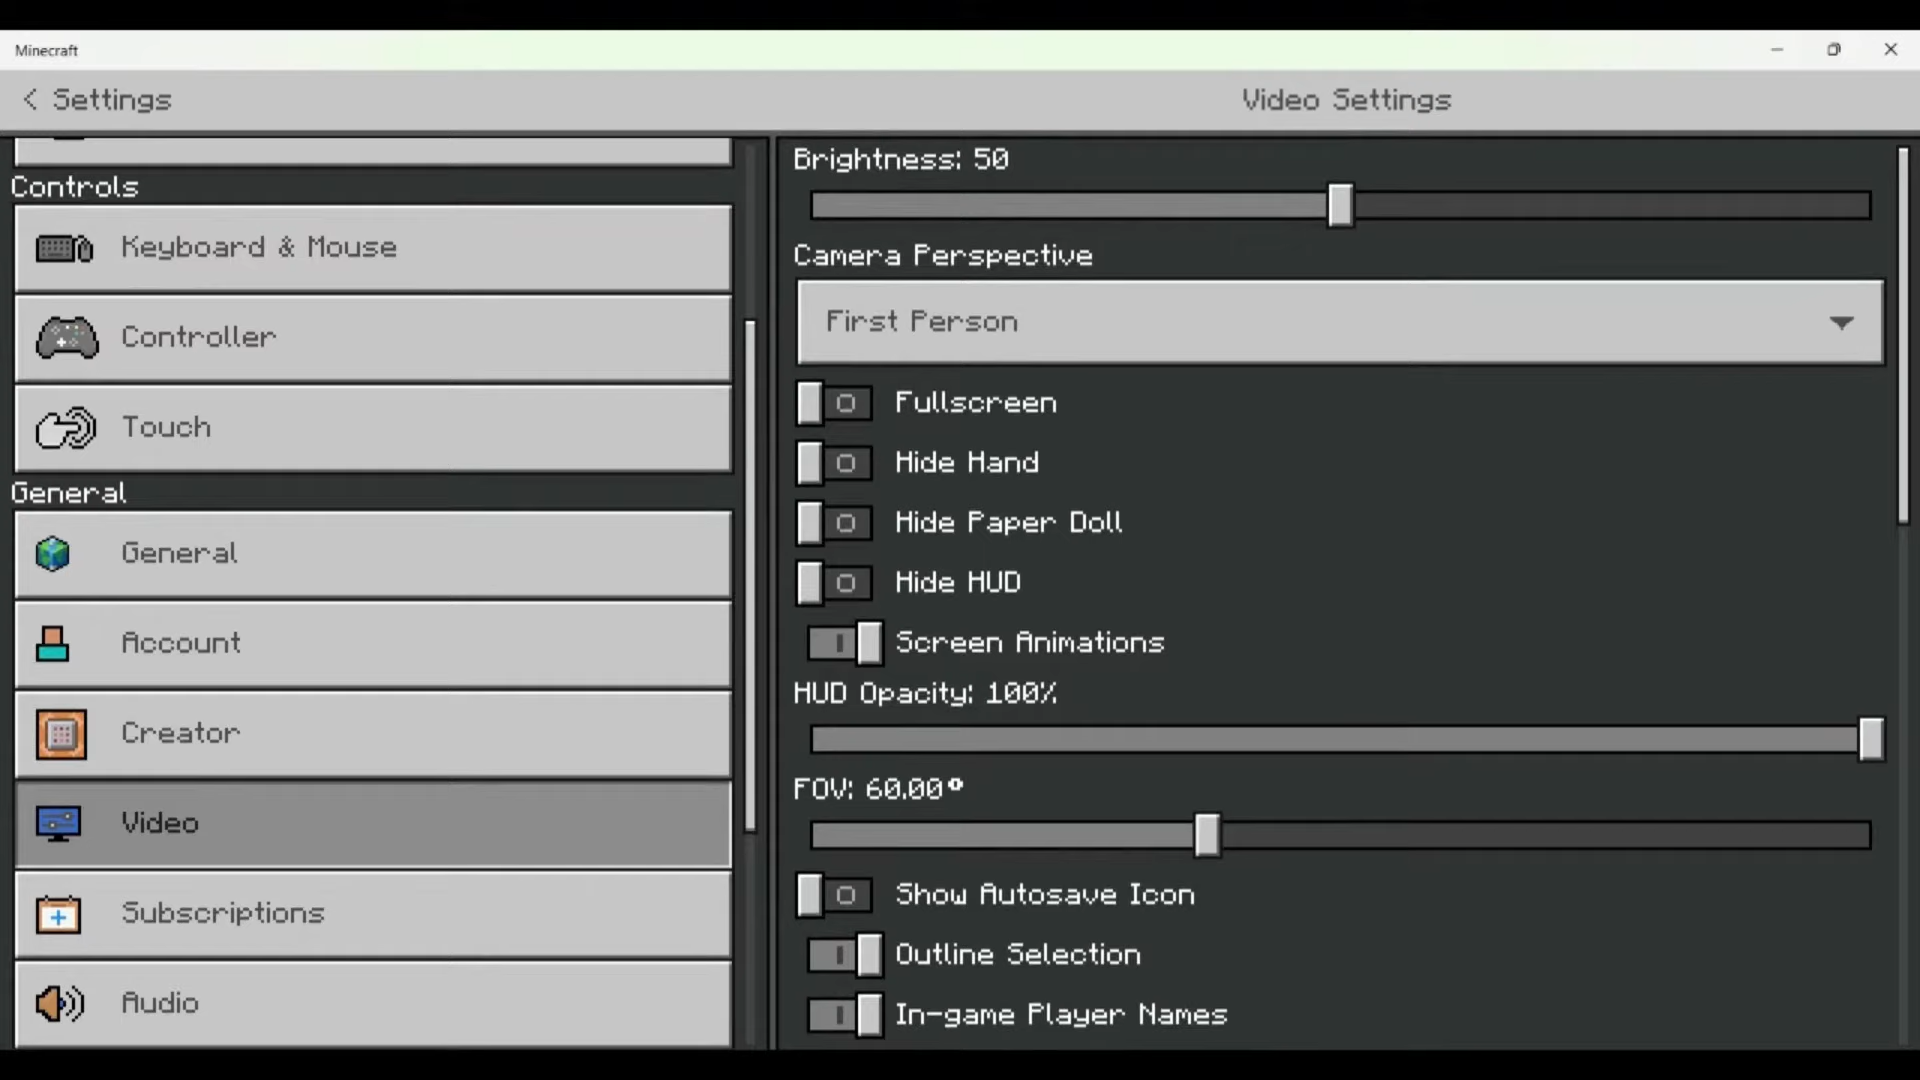 Minecraft
Settings
Video Settings
Controls
Keyboard & Mouse
Controller
Touch
General
General
Account
Creator
Video
Subscriptions
Audio
Brightness: 50
Camera Perspective
First Person
Fullscreen
Hide Hand
Hide Paper Doll
Hide HUD
Screen Animations
HUD Opacity: 100%
FOV: 60.00°
Show Autosave Icon
Outline Selection
In-game Player Names